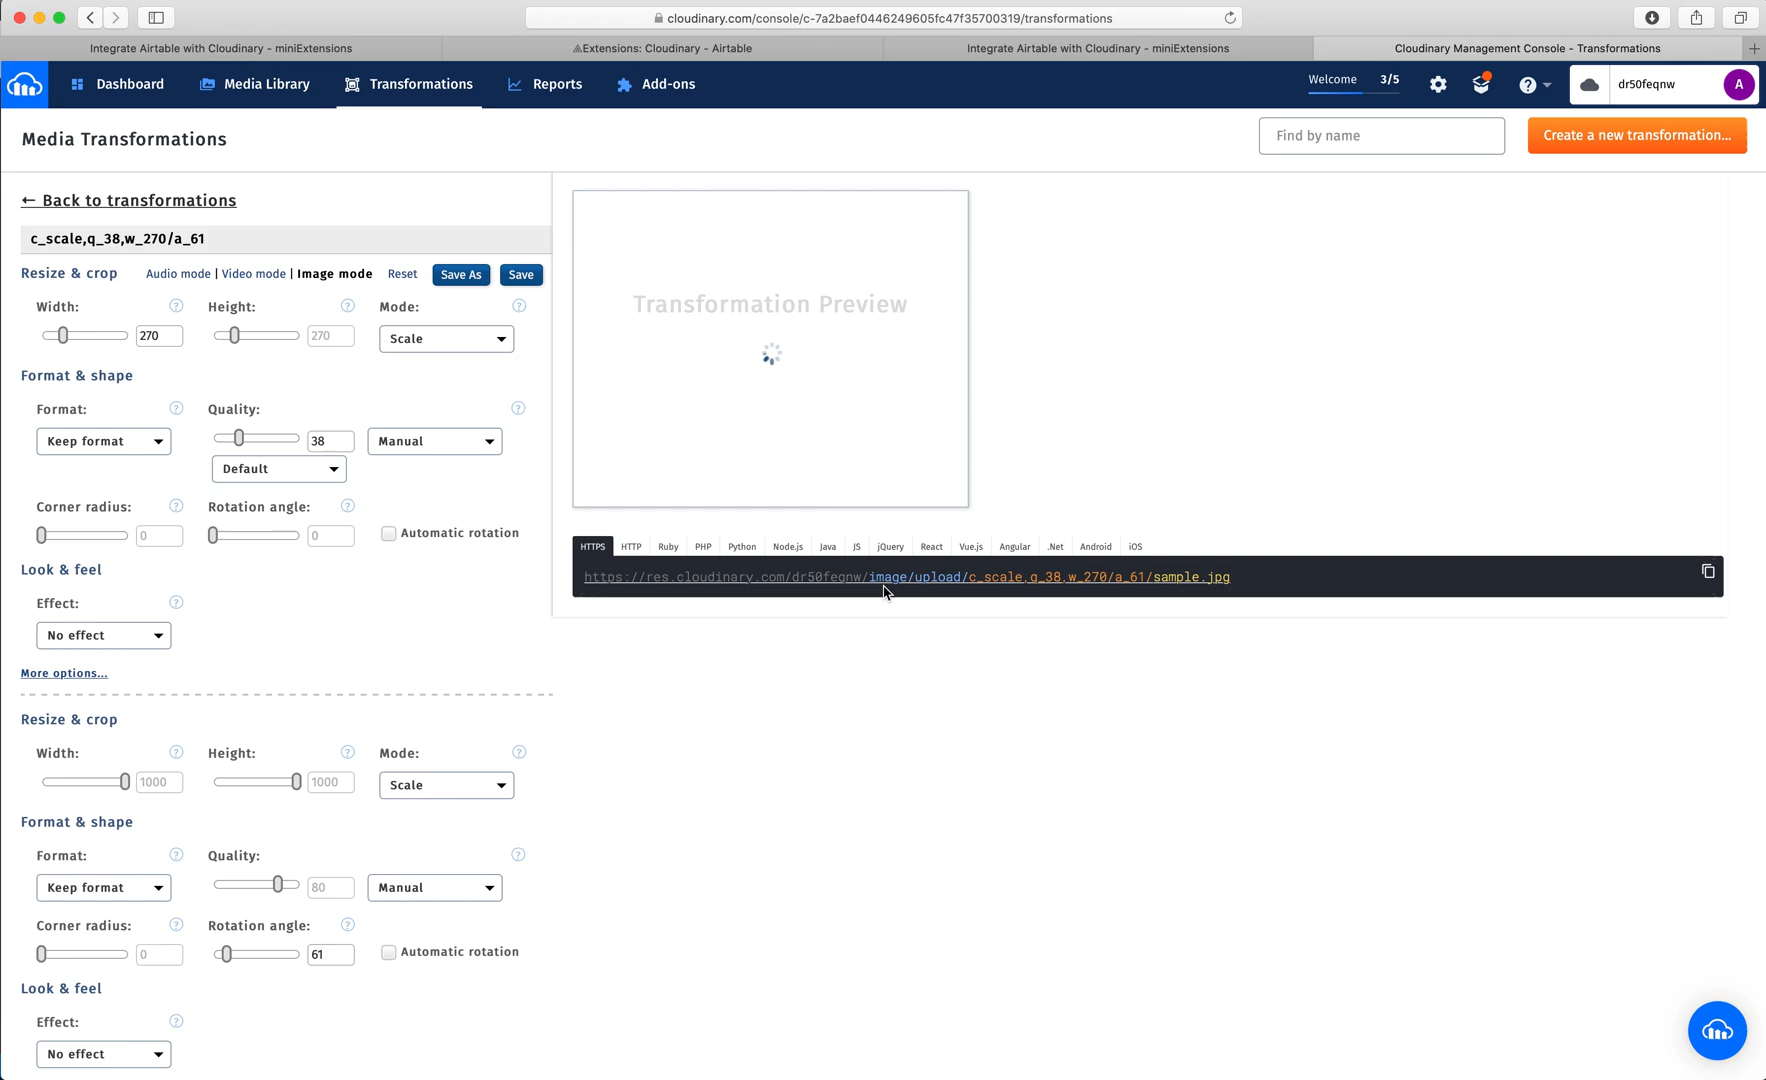 cloudinary.com/console/c-7a2baef0446249605fc47f35700319/transformations
Integrate Airtable with Cloudinary - miniExtensions
Extensions: Cloudinary - Airtable
Integrate Airtable with Cloudinary - miniExtensions
Cloudinary Management Console - Transformations
Dashboard
Media Library
Transformations
Reports
Add-ons
Welcome 3/5
dr50feqnw
A
Media Transformations
Find by name
Create a new transformation...
← Back to transformations
c_scale,q_38,w_270/a_61
Resize & crop
Audio mode | Video mode | Image mode
Reset
Save As
Save
Width: ? Height: ? Mode: ?
270 270 Scale
Format & shape
Format: ? Quality: ?
Keep format 38 Manual
Default
Corner radius: ? Rotation angle: ?
0 0 Automatic rotation
Look & feel
Effect: ?
No effect
More options...
Resize & crop
Width: ? Height: ? Mode: ?
1000 1000 Scale
Format & shape
Format: ? Quality: ?
Keep format 80 Manual
Corner radius: ? Rotation angle: ?
0 61 Automatic rotation
Look & feel
Effect: ?
No effect
Transformation Preview
HTTPS HTTP Ruby PHP Python Node.js Java JS jQuery React Vue.js Angular .Net Android iOS
https://res.cloudinary.com/dr50feqnw/image/upload/c_scale,q_38,w_270/a_61/sample.jpg